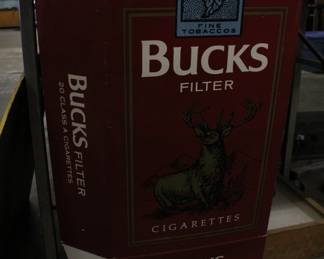 FINE
TOBACCOS
BUCKS
FILTER
CIGARETTES
BUCKS FILTER
20 CLASS A CIGARETTES